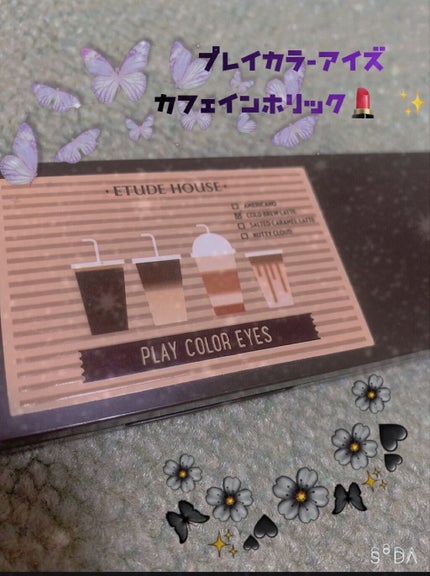 プレイカラーアイズ
カフェインホリック💄✨
·ETUDE HOUSE·
AMERICANO
COLD BREW LATTE
SALTED CARAMEL LATTE
NUTTY CLOUD
PLAY COLOR EYES
SODA